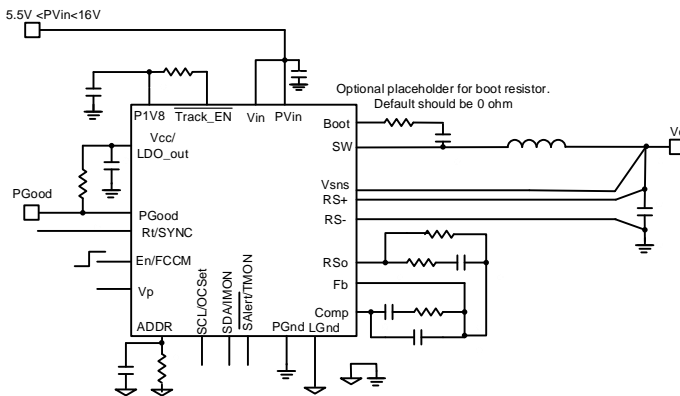 5.5V <PVin<16V
Optional placeholder for boot resistor.
Default should be 0 ohm
P1V8
Track_EN
Vin
PVin
Boot
Vcc/
LDO_out
SW
Vsns
PGood
RS+
PGood
RS-
Rt/SYNC
En/FCCM
RSo
Fb
Vp
Comp
ADDR
SCL/OCSet
SDA/IMON
SAlert/TMON
PGnd
LGnd